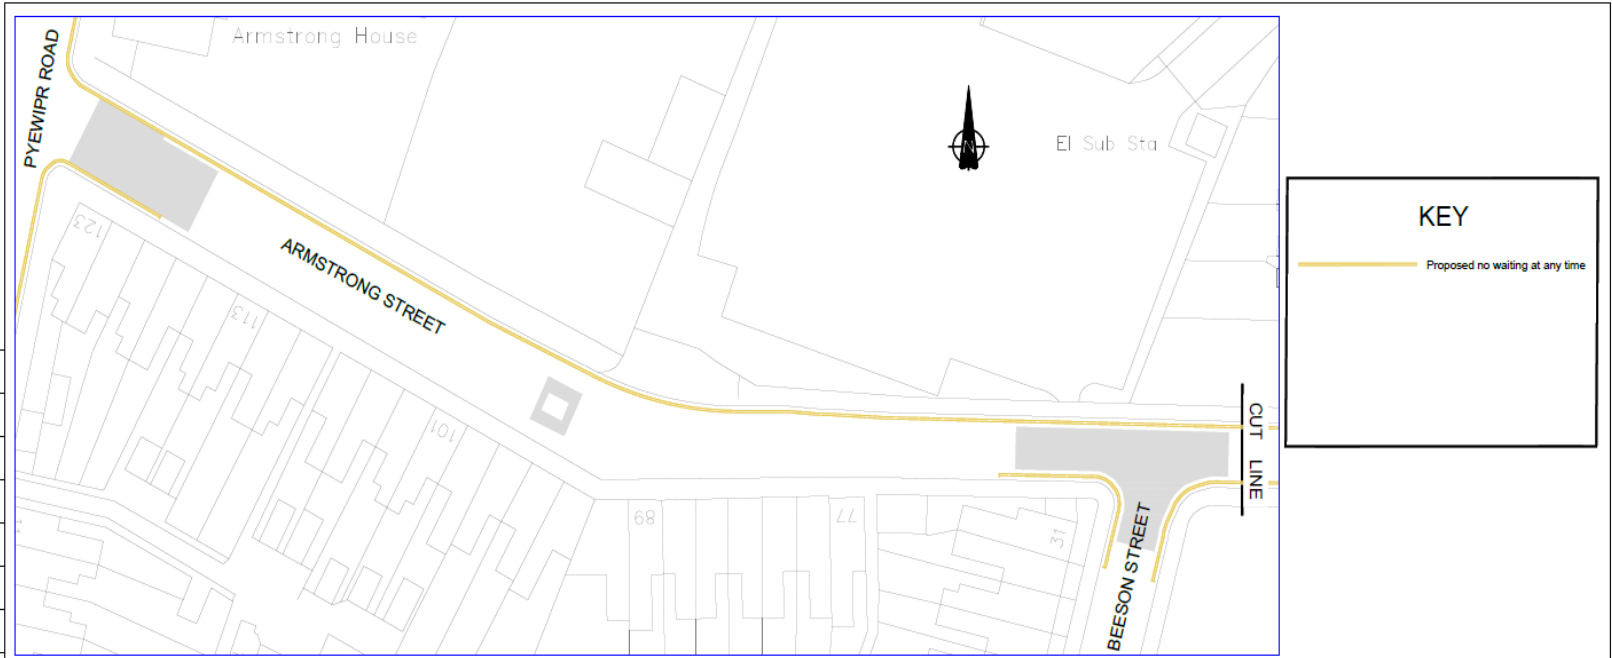 Armstrong House
PYEWIPR ROAD
N
El Sub Sta
KEY
Proposed no waiting at any time
123
ARMSTRONG STREET
113
101
CUT LINE
89
77
31
BEESON STREET